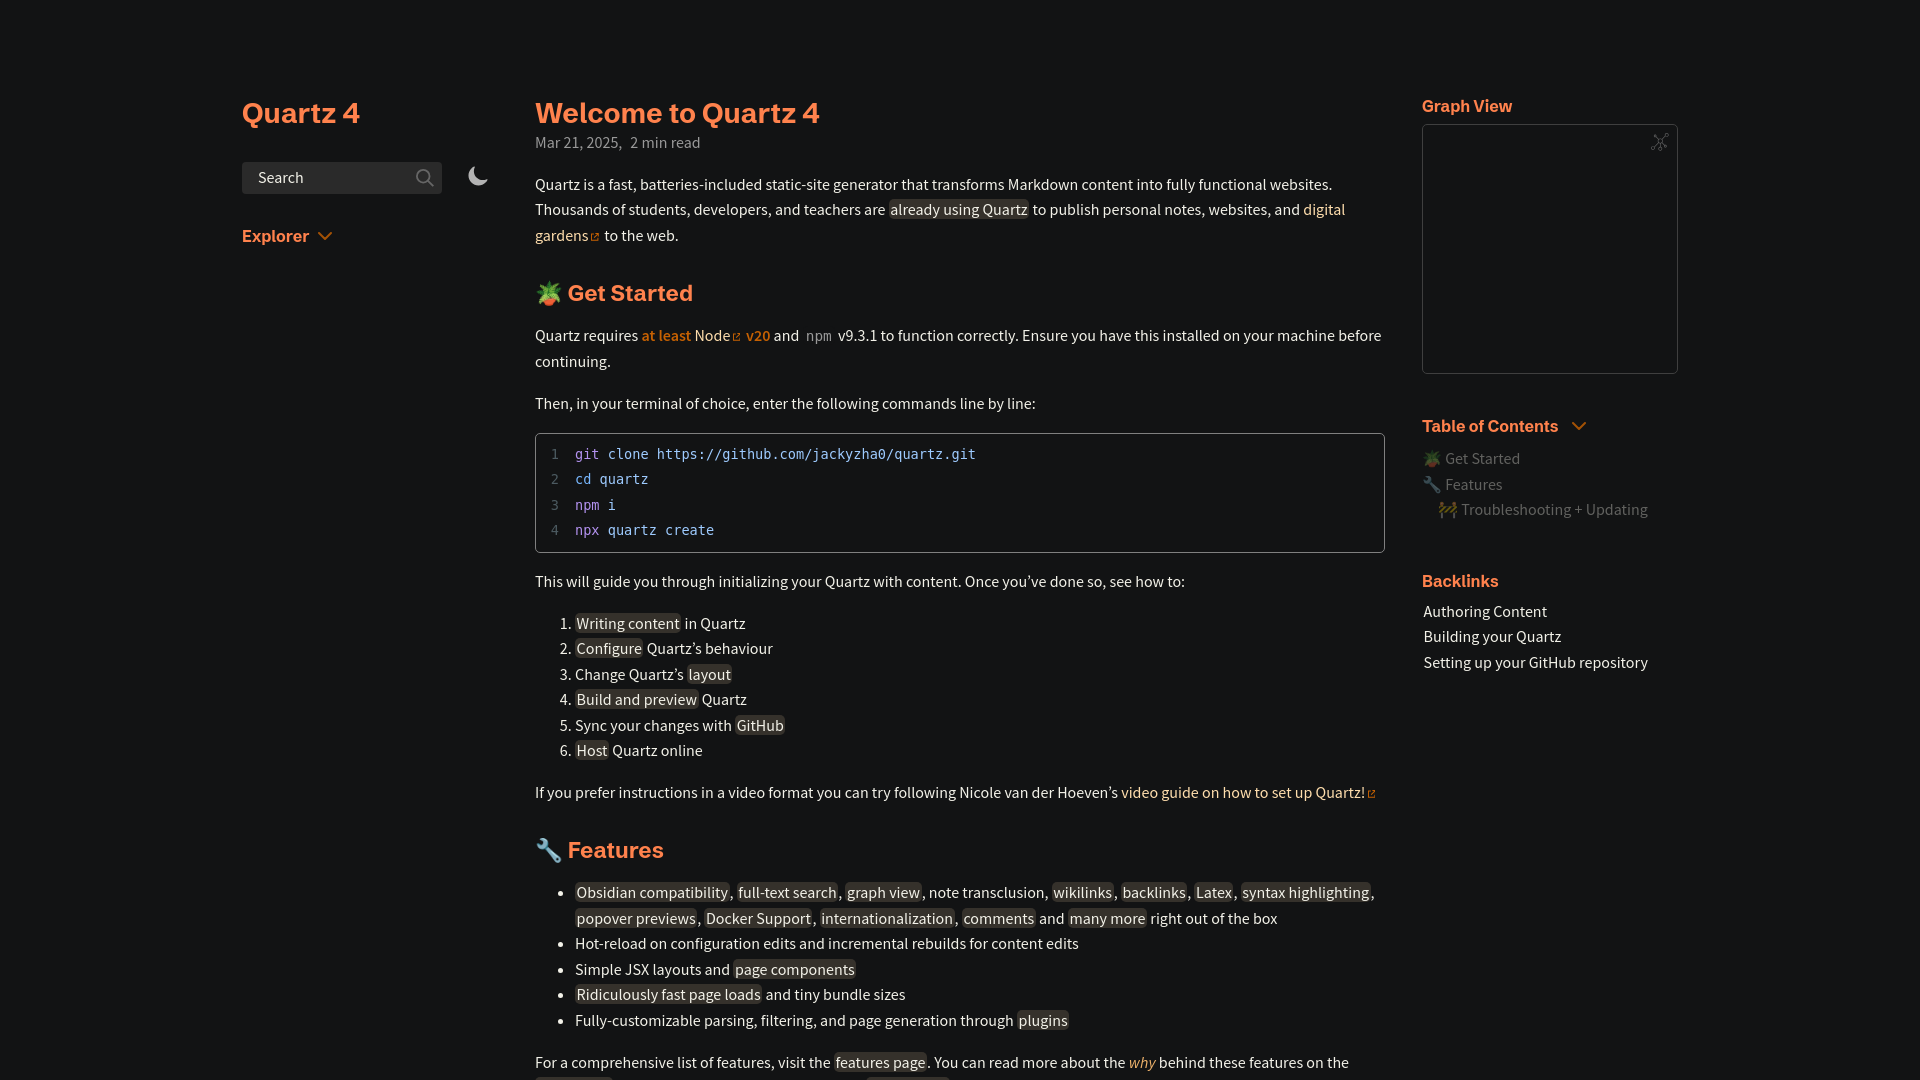 Quartz 4
Search
Explorer
Welcome to Quartz 4
Mar 21, 2025, 2 min read
Quartz is a fast, batteries-included static-site generator that transforms Markdown content into fully functional websites.
Thousands of students, developers, and teachers are already using Quartz to publish personal notes, websites, and digital
gardens to the web.
🪴 Get Started
Quartz requires at least Node v20 and npm v9.3.1 to function correctly. Ensure you have this installed on your machine before
continuing.
Then, in your terminal of choice, enter the following commands line by line:
1 git clone https://github.com/jackyzha0/quartz.git
2 cd quartz
3 npm i
4 npx quartz create
This will guide you through initializing your Quartz with content. Once you’ve done so, see how to:
1. Writing content in Quartz
2. Configure Quartz’s behaviour
3. Change Quartz’s layout
4. Build and preview Quartz
5. Sync your changes with GitHub
6. Host Quartz online
If you prefer instructions in a video format you can try following Nicole van der Hoeven’s video guide on how to set up Quartz!
🔧 Features
• Obsidian compatibility, full-text search, graph view, note transclusion, wikilinks, backlinks, Latex, syntax highlighting,
popover previews, Docker Support, internationalization, comments and many more right out of the box
• Hot-reload on configuration edits and incremental rebuilds for content edits
• Simple JSX layouts and page components
• Ridiculously fast page loads and tiny bundle sizes
• Fully-customizable parsing, filtering, and page generation through plugins
For a comprehensive list of features, visit the features page. You can read more about the why behind these features on the
Graph View
Table of Contents
🪴 Get Started
🔧 Features
🚧 Troubleshooting + Updating
Backlinks
Authoring Content
Building your Quartz
Setting up your GitHub repository